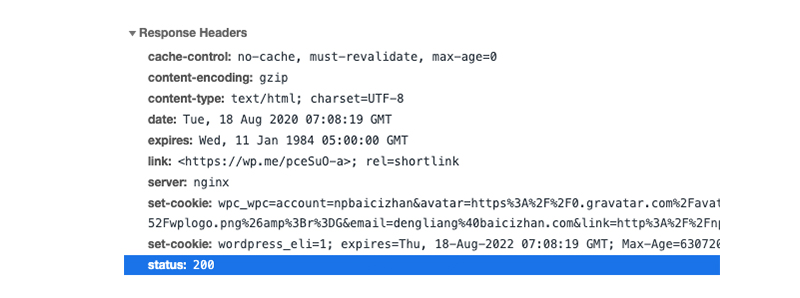 Response Headers
cache-control: no-cache, must-revalidate, max-age=0
content-encoding: gzip
content-type: text/html; charset=UTF-8
date: Tue, 18 Aug 2020 07:08:19 GMT
expires: Wed, 11 Jan 1984 05:00:00 GMT
link: <https://wp.me/pceSuO-a>; rel=shortlink
server: nginx
set-cookie: wpc_wpc=account=npbaicizhan&avatar=https%3A%2F%2F0.gravatar.com%2Favat
52Fwplogo.png%26amp%3Br%3DG&email=dengliang%40baicizhan.com&link=http%3A%2F%2Fnp
set-cookie: wordpress_eli=1; expires=Thu, 18-Aug-2022 07:08:19 GMT; Max-Age=630720
status: 200